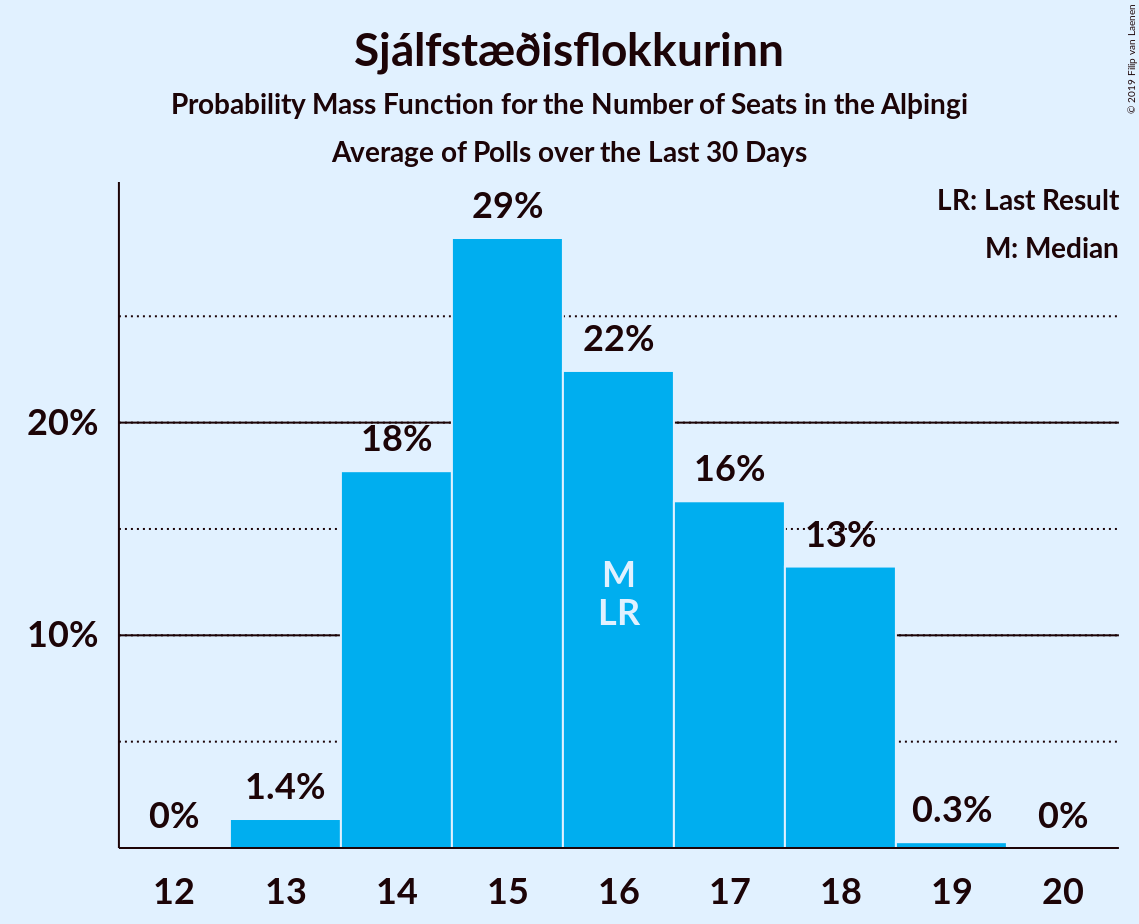 Sjálfstæðisflokkurinn
Probability Mass Function for the Number of Seats in the Alþingi
Average of Polls over the Last 30 Days
© 2019 Filip van Laenen
LR: Last Result
M: Median
29%
22%
20%
18%
16%
13%
M
LR
10%
1.4%
0%
0.3%
0%
12 13 14 15 16 17 18 19 20